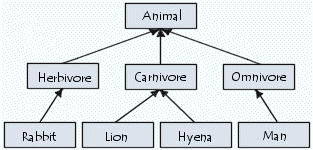 Animal
Herbivore Carnivore Omnivore
Rabbit Lion Hyena Man